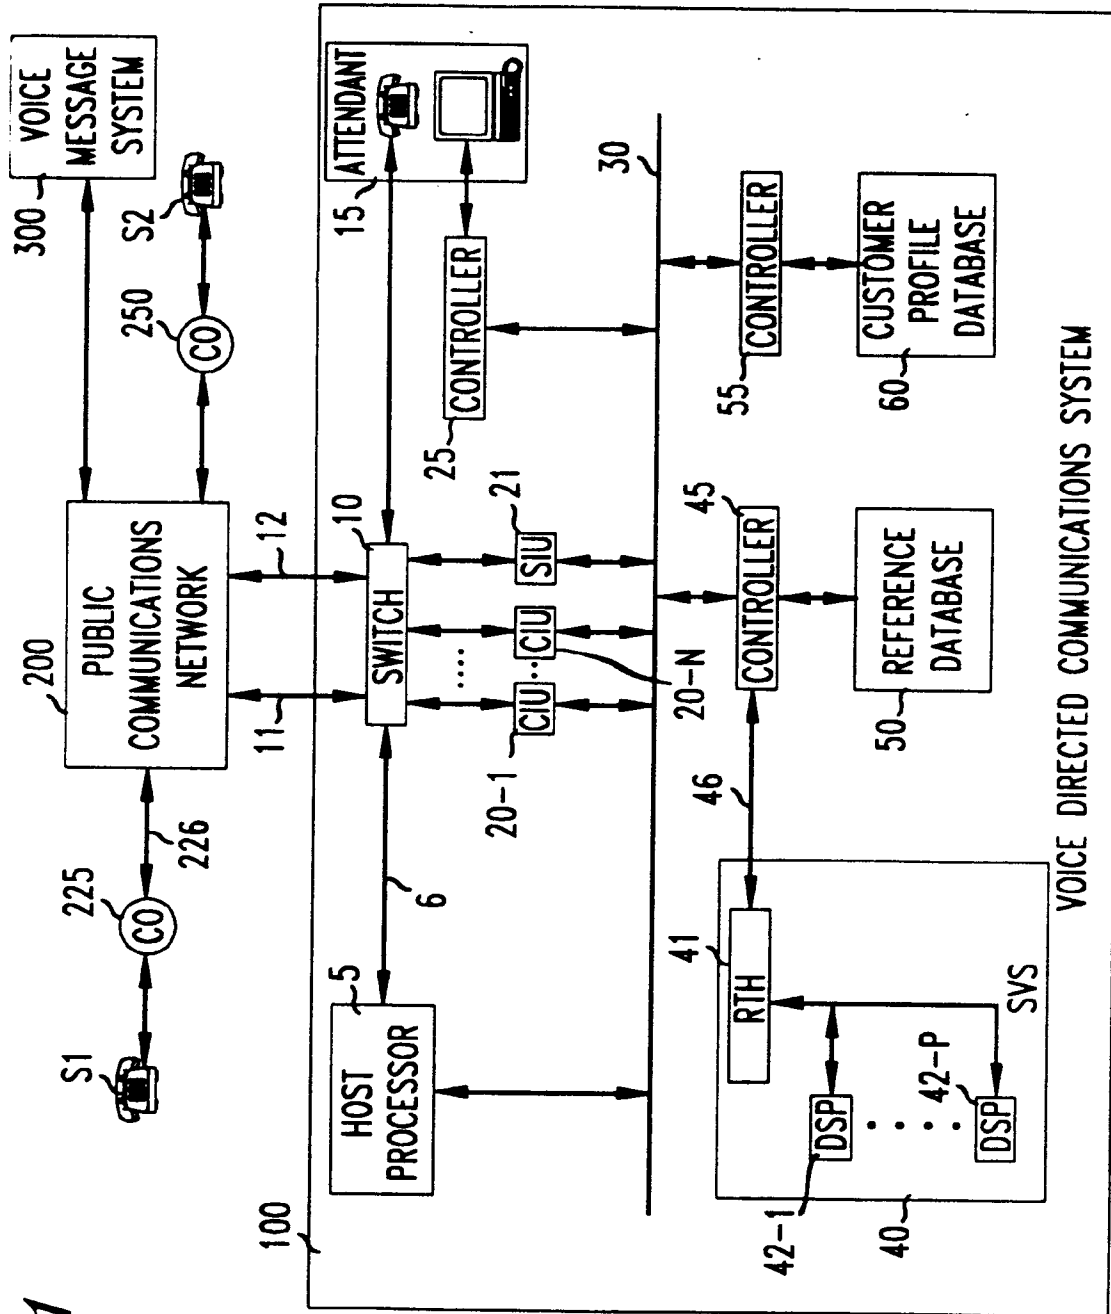 1
S1
225
CO
226
200
PUBLIC
COMMUNICATIONS
NETWORK
250
CO
S2
300
VOICE
MESSAGE
SYSTEM
11
12
100
HOST
PROCESSOR
5
6
10
SWITCH
15
ATTENDANT
25
CONTROLLER
20-1
CIU
....
..
CIU
20-N
SIU
21
30
46
CONTROLLER
45
REFERENCE
DATABASE
50
55
CONTROLLER
CUSTOMER
PROFILE
DATABASE
60
41
RTH
DSP
42-1
....
DSP
42-P
SVS
40
VOICE DIRECTED COMMUNICATIONS SYSTEM